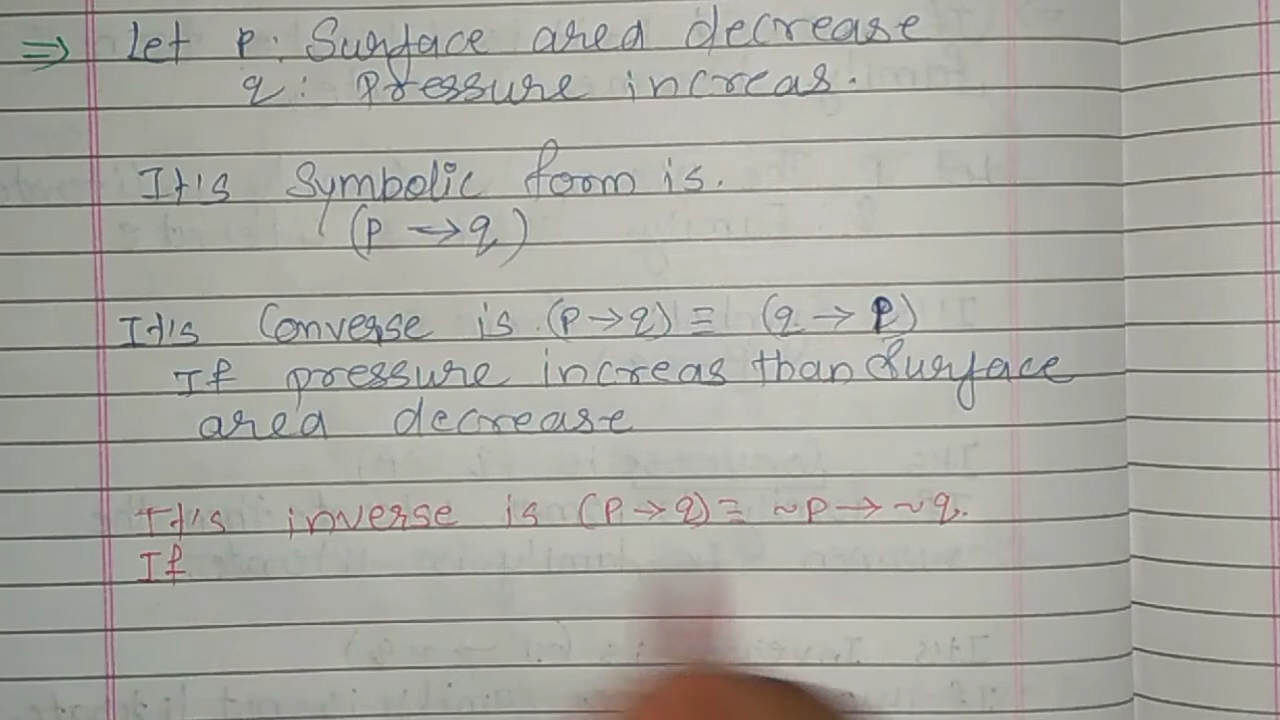 ⇒ Let p : Surface area decrease
q : Pressure increas.
It's Symbolic form is.
(p → q)
It's Converse is (p → q) ≡ (q → p)
If pressure increas than Surface
area decrease
It's inverse is (p → q) ≡ ~p → ~q.
If